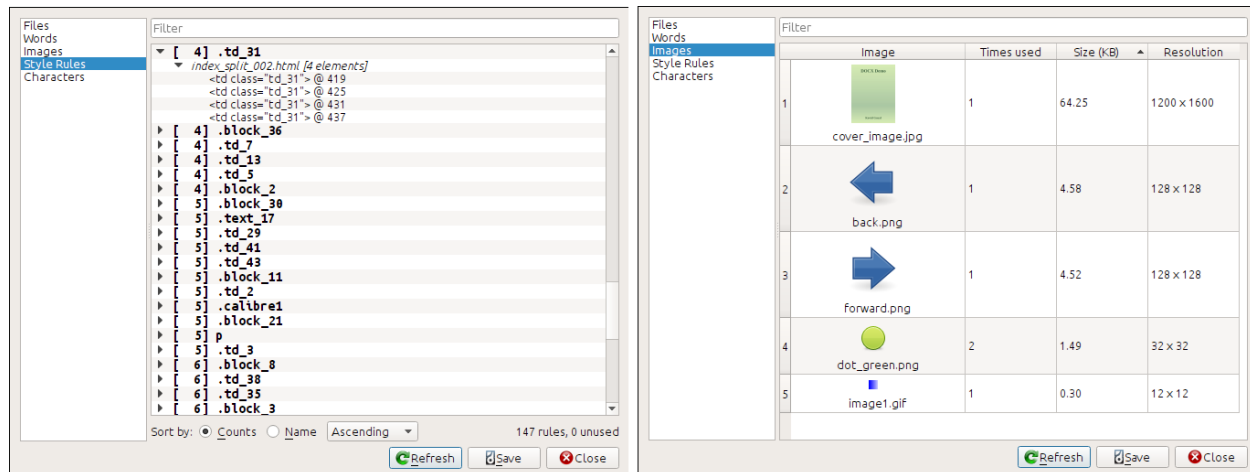 Files
Words
Images
Style Rules
Characters
Filter
[ 4] .td_31
index_split_002.html [4 elements]
<td class="td_31"> @ 419
<td class="td_31"> @ 425
<td class="td_31"> @ 431
<td class="td_31"> @ 437
[ 4] .block_36
[ 4] .td_7
[ 4] .td_13
[ 4] .td_5
[ 4] .block_2
[ 5] .block_30
[ 5] .text_17
[ 5] .td_29
[ 5] .td_41
[ 5] .td_43
[ 5] .block_11
[ 5] .td_2
[ 5] .calibre1
[ 5] .block_21
[ 5] p
[ 5] .td_3
[ 6] .block_8
[ 6] .td_38
[ 6] .td_35
[ 6] .block_3
Sort by: Counts Name Ascending 147 rules, 0 unused
Refresh Save Close
Files
Words
Images
Style Rules
Characters
Filter
Image Times used Size (KB) Resolution
DOCX Demo
1 1 64.25 1200 x 1600
cover_image.jpg
2 1 4.58 128 x 128
back.png
3 1 4.52 128 x 128
forward.png
4 2 1.49 32 x 32
dot_green.png
5 1 0.30 12 x 12
image1.gif
Refresh Save Close